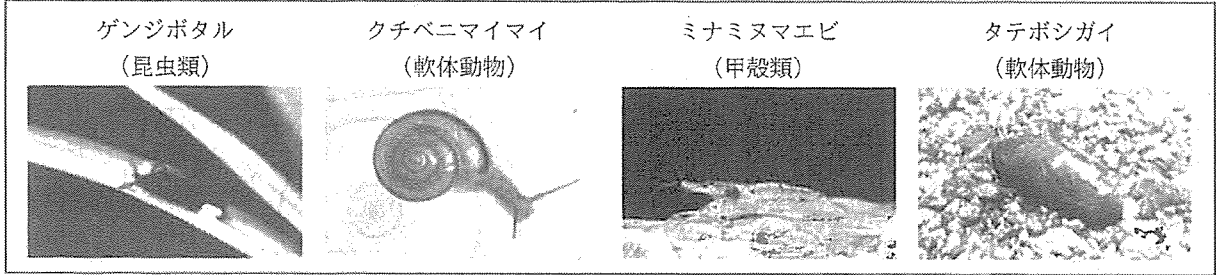 ゲンジボタル
（昆虫類）
クチベニマイマイ
（軟体動物）
ミナミヌマエビ
（甲殻類）
タテボシガイ
（軟体動物）